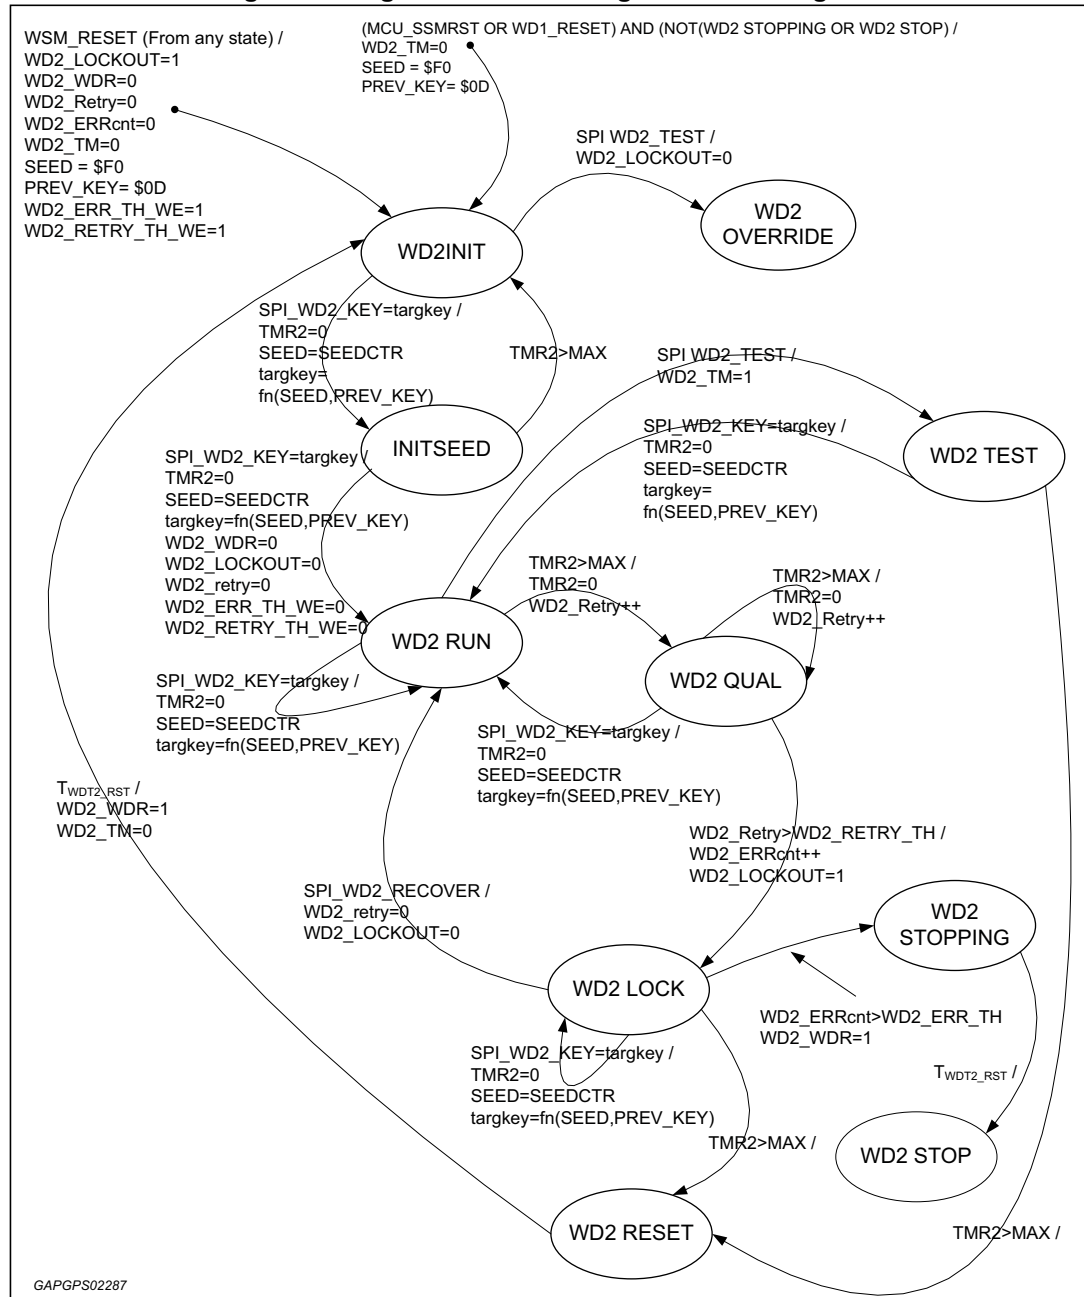 WSM_RESET (From any state) /
WD2_LOCKOUT=1
WD2_WDR=0
WD2_Retry=0
WD2_ERRcnt=0
WD2_TM=0
SEED = $F0
PREV_KEY= $0D
WD2_ERR_TH_WE=1
WD2_RETRY_TH_WE=1
(MCU_SSMRST OR WD1_RESET) AND (NOT(WD2 STOPPING OR WD2 STOP) /
WD2_TM=0
SEED = $F0
PREV_KEY= $0D
SPI WD2_TEST /
WD2_LOCKOUT=0
WD2
OVERRIDE
WD2INIT
SPI_WD2_KEY=targkey /
TMR2=0
SEED=SEEDCTR
targkey=
fn(SEED,PREV_KEY)
TMR2>MAX
SPI WD2_TEST /
WD2_TM=1
INITSEED
SPI_WD2_KEY=targkey /
TMR2=0
SEED=SEEDCTR
targkey=
fn(SEED,PREV_KEY)
WD2 TEST
SPI_WD2_KEY=targkey /
TMR2=0
SEED=SEEDCTR
targkey=fn(SEED,PREV_KEY)
WD2_WDR=0
WD2_LOCKOUT=0
WD2_retry=0
WD2_ERR_TH_WE=0
WD2_RETRY_TH_WE=0
TMR2>MAX /
TMR2=0
WD2_Retry++
TMR2>MAX /
TMR2=0
WD2_Retry++
WD2 RUN
WD2 QUAL
SPI_WD2_KEY=targkey /
TMR2=0
SEED=SEEDCTR
targkey=fn(SEED,PREV_KEY)
SPI_WD2_KEY=targkey /
TMR2=0
SEED=SEEDCTR
targkey=fn(SEED,PREV_KEY)
TWDT2_RST /
WD2_WDR=1
WD2_TM=0
WD2_Retry>WD2_RETRY_TH /
WD2_ERRcnt++
WD2_LOCKOUT=1
SPI_WD2_RECOVER /
WD2_retry=0
WD2_LOCKOUT=0
WD2
STOPPING
WD2 LOCK
WD2_ERRcnt>WD2_ERR_TH
WD2_WDR=1
SPI_WD2_KEY=targkey /
TMR2=0
SEED=SEEDCTR
targkey=fn(SEED,PREV_KEY)
TWDT2_RST /
TMR2>MAX /
WD2 STOP
WD2 RESET
TMR2>MAX /
GAPGPS02287